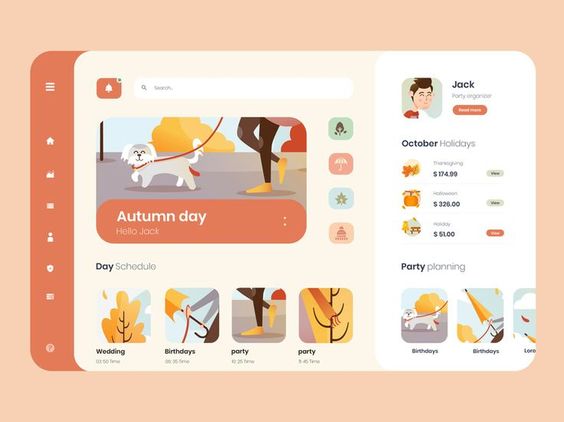 Search...
Autumn day
Hello Jack
Day Schedule
Wedding
03:50 Time
Birthdays
06:35 Time
party
10:25 Time
party
11:45 Time
Jack
Party organizer
Read more
October Holidays
Thanksgiving
$ 174.99
View
Halloween
$ 326.00
View
Holiday
$ 51.00
View
Party planning
Birthdays
Birthdays
Loro